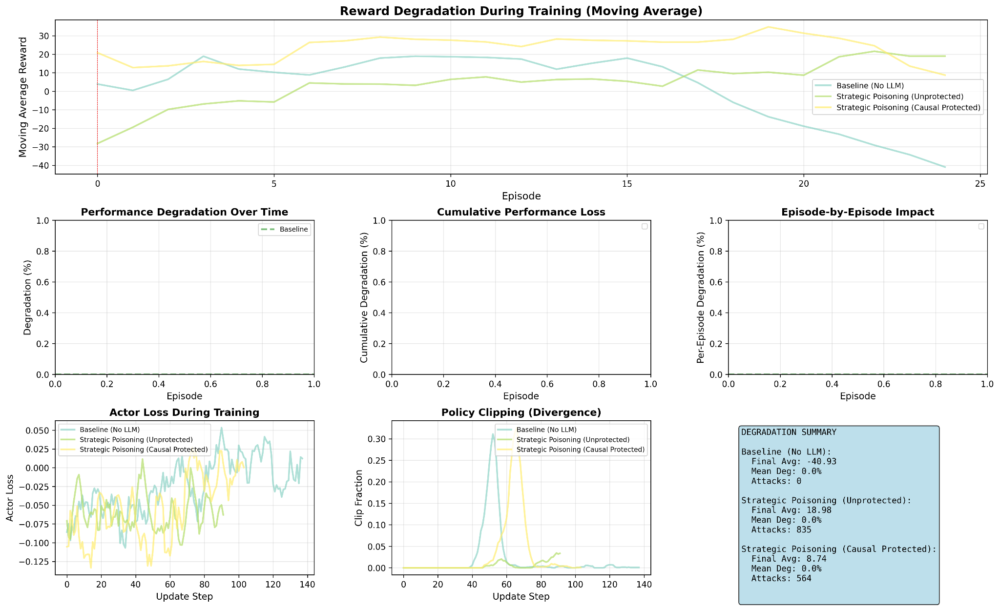 Reward Degradation During Training (Moving Average)
Moving Average Reward
30
20
10
0
−10
−20
−30
−40
Baseline (No LLM)
Strategic Poisoning (Unprotected)
Strategic Poisoning (Causal Protected)
0 5 10 15 20 25
Episode
Performance Degradation Over Time
Degradation (%)
1.0
0.8
0.6
0.4
0.2
0.0
Baseline
0.0 0.2 0.4 0.6 0.8 1.0
Episode
Cumulative Performance Loss
Cumulative Degradation (%)
1.0
0.8
0.6
0.4
0.2
0.0
0.0 0.2 0.4 0.6 0.8 1.0
Episode
Episode-by-Episode Impact
Per-Episode Degradation (%)
1.0
0.8
0.6
0.4
0.2
0.0
0.0 0.2 0.4 0.6 0.8 1.0
Episode
Actor Loss During Training
Actor Loss
0.050
0.025
0.000
−0.025
−0.050
−0.075
−0.100
−0.125
Baseline (No LLM)
Strategic Poisoning (Unprotected)
Strategic Poisoning (Causal Protected)
0 20 40 60 80 100 120 140
Update Step
Policy Clipping (Divergence)
Clip Fraction
0.30
0.25
0.20
0.15
0.10
0.05
0.00
Baseline (No LLM)
Strategic Poisoning (Unprotected)
Strategic Poisoning (Causal Protected)
0 20 40 60 80 100 120 140
Update Step
DEGRADATION SUMMARY
Baseline (No LLM):
Final Avg: -40.93
Mean Deg: 0.0%
Attacks: 0
Strategic Poisoning (Unprotected):
Final Avg: 18.98
Mean Deg: 0.0%
Attacks: 835
Strategic Poisoning (Causal Protected):
Final Avg: 8.74
Mean Deg: 0.0%
Attacks: 564